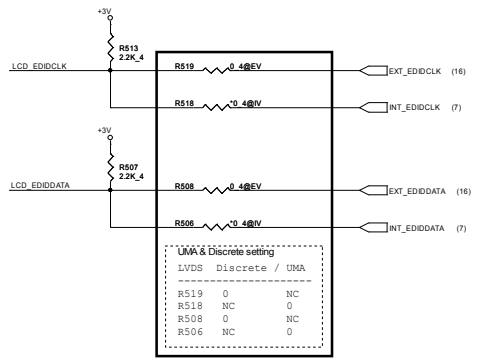 +3V
R513
2.2K_4
LCD_EDIDCLK
R519 0_4@EV
EXT_EDIDCLK (16)
R518 *0_4@IV
INT_EDIDCLK (7)
+3V
R507
2.2K_4
LCD_EDIDDATA
R508 0_4@EV
EXT_EDIDDATA (16)
R506 *0_4@IV
INT_EDIDDATA (7)
UMA & Discrete setting
LVDS Discrete / UMA
----------------------
R519 0 NC
R518 NC 0
R508 0 NC
R506 NC 0